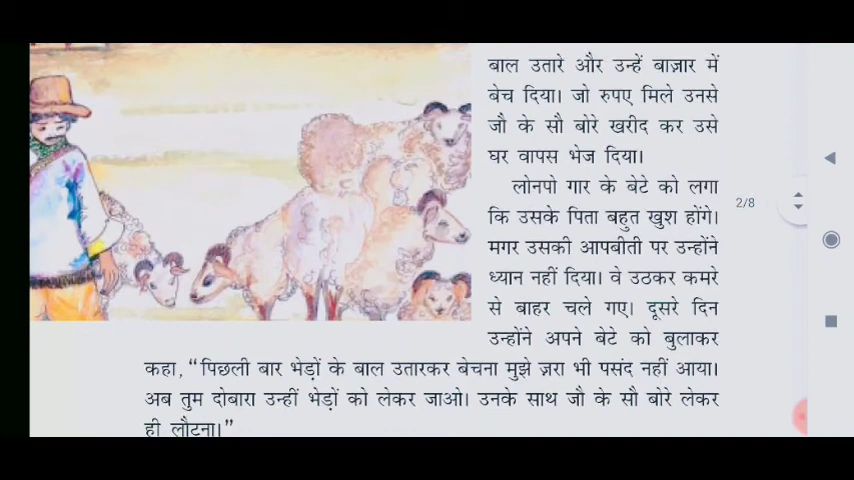 बाल उतारे और उन्हें बाज़ार में
बेच दिया। जो रुपए मिले उनसे
जौ के सौ बोरे खरीद कर उसे
घर वापस भेज दिया।
लोनपो गार के बेटे को लगा
कि उसके पिता बहुत खुश होंगे।
मगर उसकी आपबीती पर उन्होंने
ध्यान नहीं दिया। वे उठकर कमरे
से बाहर चले गए। दूसरे दिन
उन्होंने अपने बेटे को बुलाकर
कहा, “पिछली बार भेड़ों के बाल उतारकर बेचना मुझे ज़रा भी पसंद नहीं आया।
अब तुम दोबारा उन्हीं भेड़ों को लेकर जाओ। उनके साथ जौ के सौ बोरे लेकर
ही लौटना।”
2/8